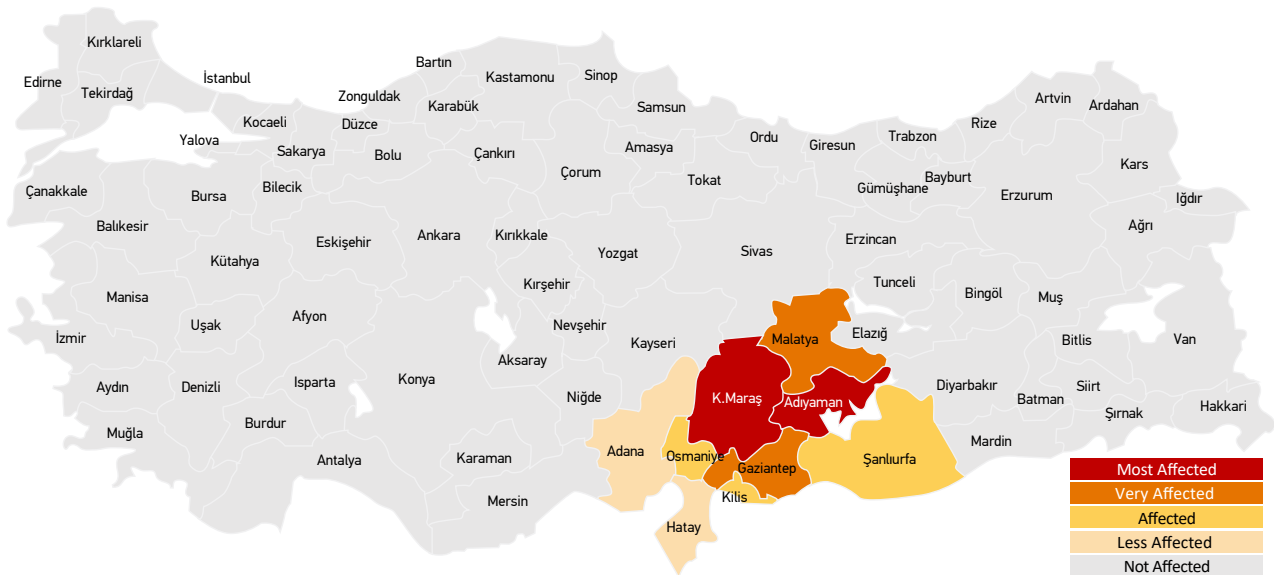 Kırklareli
Edirne
Tekirdağ
İstanbul
Bartın
Kastamonu
Sinop
Zonguldak
Karabük
Samsun
Artvin
Ardahan
Kocaeli
Düzce
Yalova
Sakarya
Bolu
Çankırı
Amasya
Ordu
Giresun
Trabzon
Rize
Çorum
Tokat
Gümüşhane
Bayburt
Erzurum
Kars
Iğdır
Çanakkale
Bursa
Bilecik
Balıkesir
Eskişehir
Ankara
Kırıkkale
Yozgat
Sivas
Erzincan
Ağrı
Kütahya
Kırşehir
Tunceli
Bingöl
Muş
Manisa
Uşak
Afyon
Nevşehir
Kayseri
Malatya
Elazığ
Bitlis
Van
İzmir
Aksaray
Aydın
Denizli
Isparta
Konya
Niğde
K.Maraş
Adıyaman
Diyarbakır
Batman
Siirt
Şırnak
Hakkari
Muğla
Burdur
Antalya
Karaman
Mersin
Adana
Osmaniye
Gaziantep
Şanlıurfa
Mardin
Kilis
Hatay
Most Affected
Very Affected
Affected
Less Affected
Not Affected